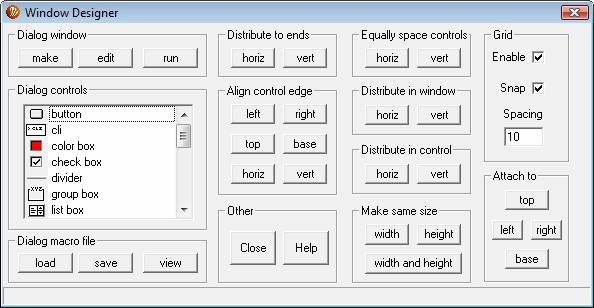 Window Designer
Dialog window
make edit run
Dialog controls
button
cli
color box
check box
divider
group box
list box
Dialog macro file
load save view
Distribute to ends
horiz vert
Align control edge
left right
top base
horiz vert
Other
Close Help
Equally space controls
horiz vert
Distribute in window
horiz vert
Distribute in control
horiz vert
Make same size
width height
width and height
Grid
Enable
Snap
Spacing
10
Attach to
top
left right
base